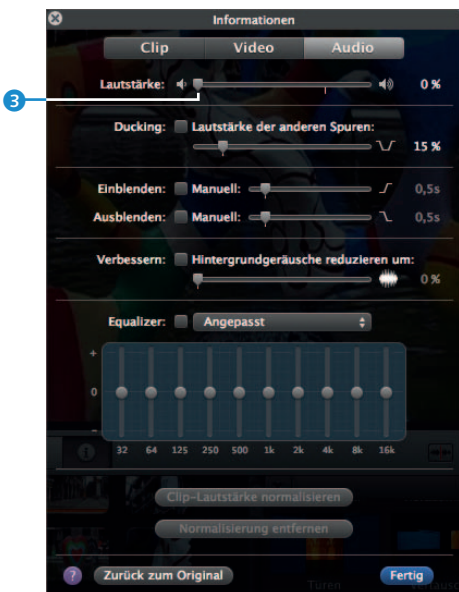 Informationen
Clip Video Audio
Lautstärke: 0 %
3
Ducking: Lautstärke der anderen Spuren:
15 %
Einblenden: Manuell: 0,5s
Ausblenden: Manuell: 0,5s
Verbessern: Hintergrundgeräusche reduzieren um:
0 %
Equalizer: Angepasst
+
0
-
32 64 125 250 500 1k 2k 4k 8k 16k
Clip-Lautstärke normalisieren
Normalisierung entfernen
? Zurück zum Original Fertig
Türen